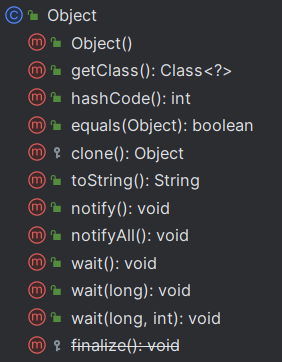 Object
Object()
getClass(): Class<?>
hashCode(): int
equals(Object): boolean
clone(): Object
toString(): String
notify(): void
notifyAll(): void
wait(): void
wait(long): void
wait(long, int): void
finalize(): void